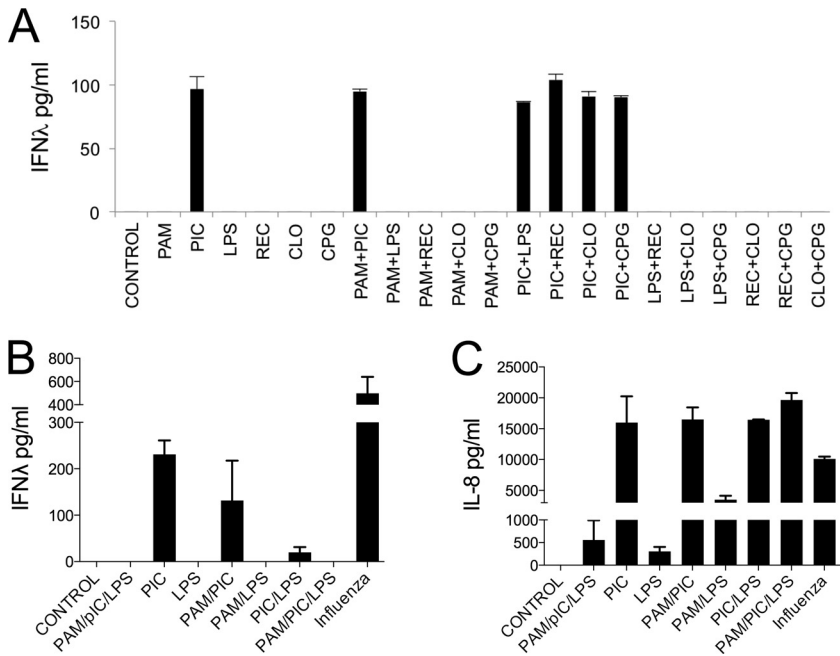 A
IFNλ pg/ml
150
100
50
0
CONTROL
PAM
PIC
LPS
REC
CLO
CPG
PAM+PIC
PAM+LPS
PAM+REC
PAM+CLO
PAM+CPG
PIC+LPS
PIC+REC
PIC+CLO
PIC+CPG
LPS+REC
LPS+CLO
LPS+CPG
REC+CLO
REC+CPG
CLO+CPG
B
IFNλ pg/ml
800
600
400
300
200
100
0
CONTROL
PAM/pIC/LPS
PIC
LPS
PAM/PIC
PAM/LPS
PIC/LPS
PAM/PIC/LPS
Influenza
C
IL-8 pg/ml
25000
20000
15000
10000
5000
1000
500
0
CONTROL
PAM/pIC/LPS
PIC
LPS
PAM/PIC
PAM/LPS
PIC/LPS
PAM/PIC/LPS
Influenza